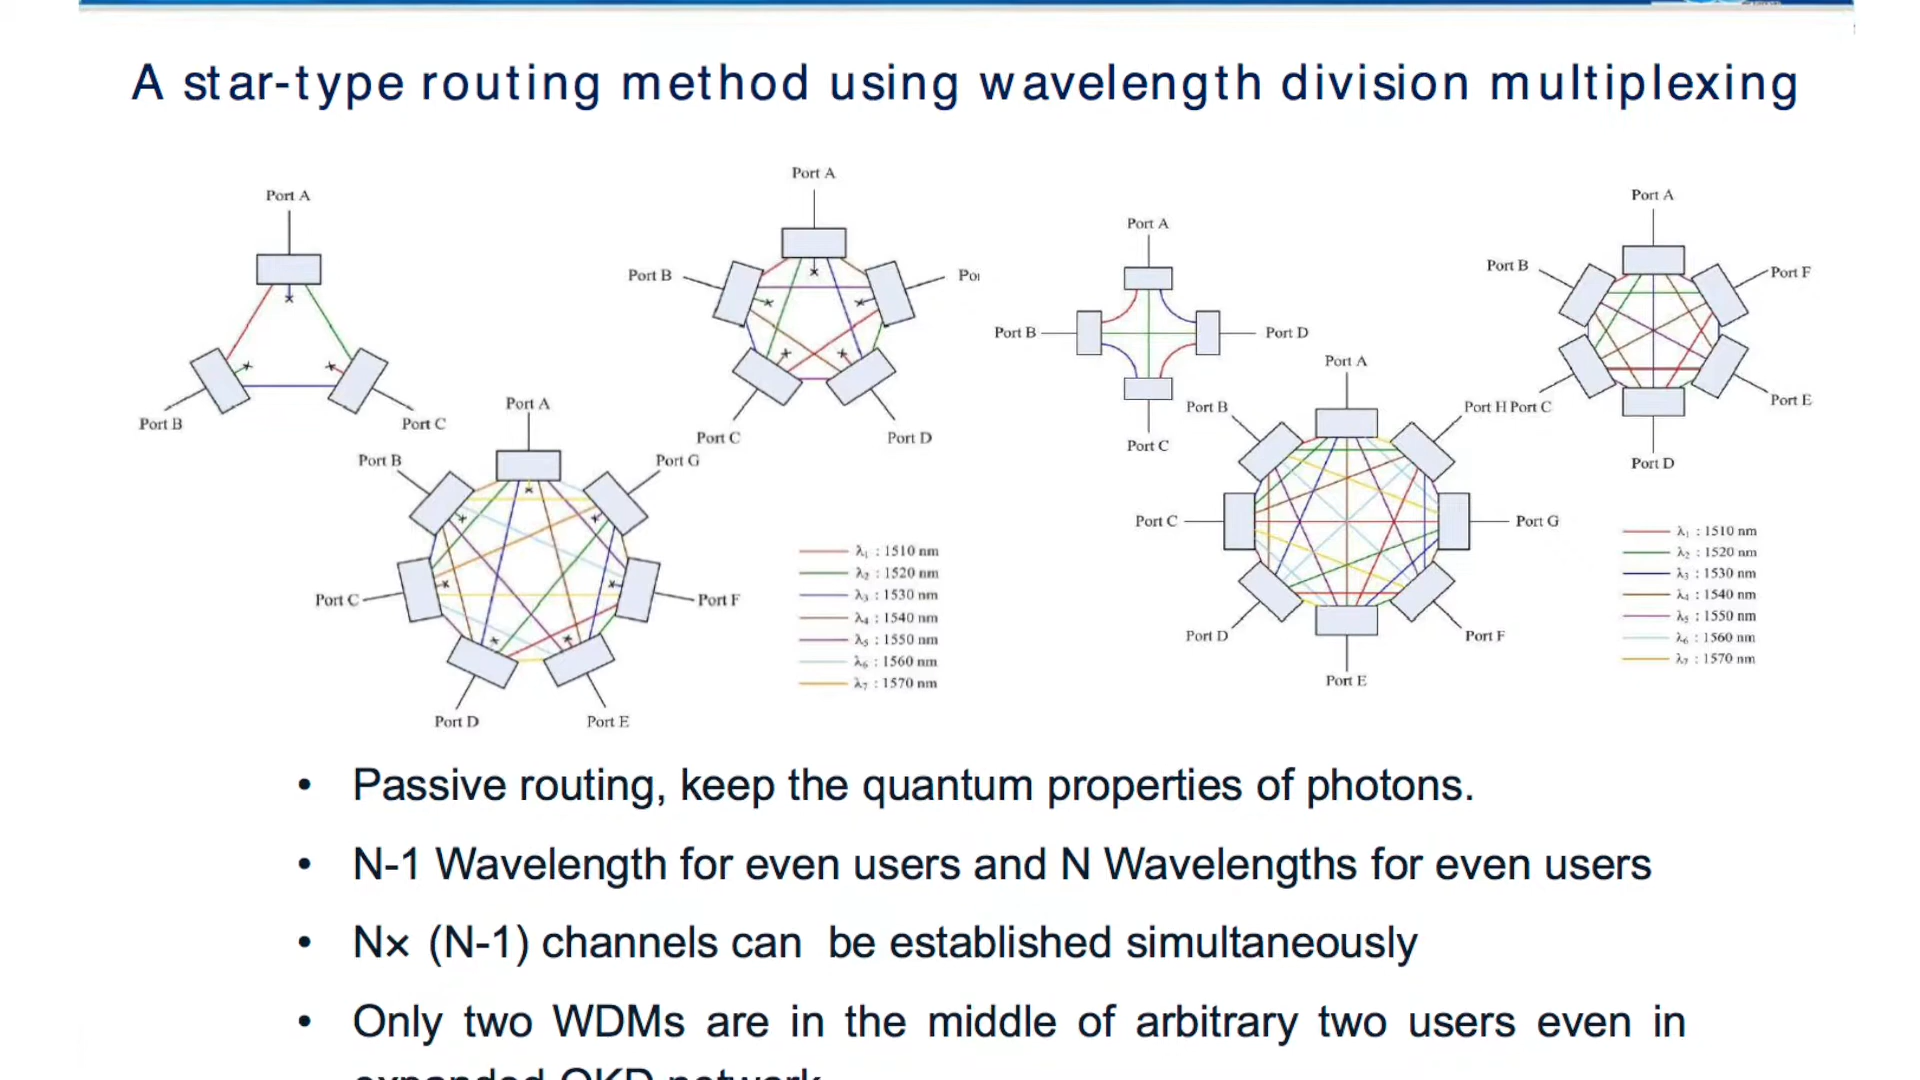 A star-type routing method using wavelength division multiplexing
Port A
Port B
Port C
Port A
Port B
Port C
Port D
Port A
Port B
Port C
Port D
Port A
Port B
Port F
Port C
Port E
Port D
Port A
Port B
Port G
Port C
Port F
Port D
Port E
λ₁ : 1510 nm
λ₂ : 1520 nm
λ₃ : 1530 nm
λ₄ : 1540 nm
λ₅ : 1550 nm
λ₆ : 1560 nm
λ₇ : 1570 nm
Port A
Port B
Port H
Port C
Port G
Port D
Port F
Port E
λ₁ : 1510 nm
λ₂ : 1520 nm
λ₃ : 1530 nm
λ₄ : 1540 nm
λ₅ : 1550 nm
λ₆ : 1560 nm
λ₇ : 1570 nm
• Passive routing, keep the quantum properties of photons.
• N-1 Wavelength for even users and N Wavelengths for even users
• N× (N-1) channels can be established simultaneously
• Only two WDMs are in the middle of arbitrary two users even in
expanded QKD network